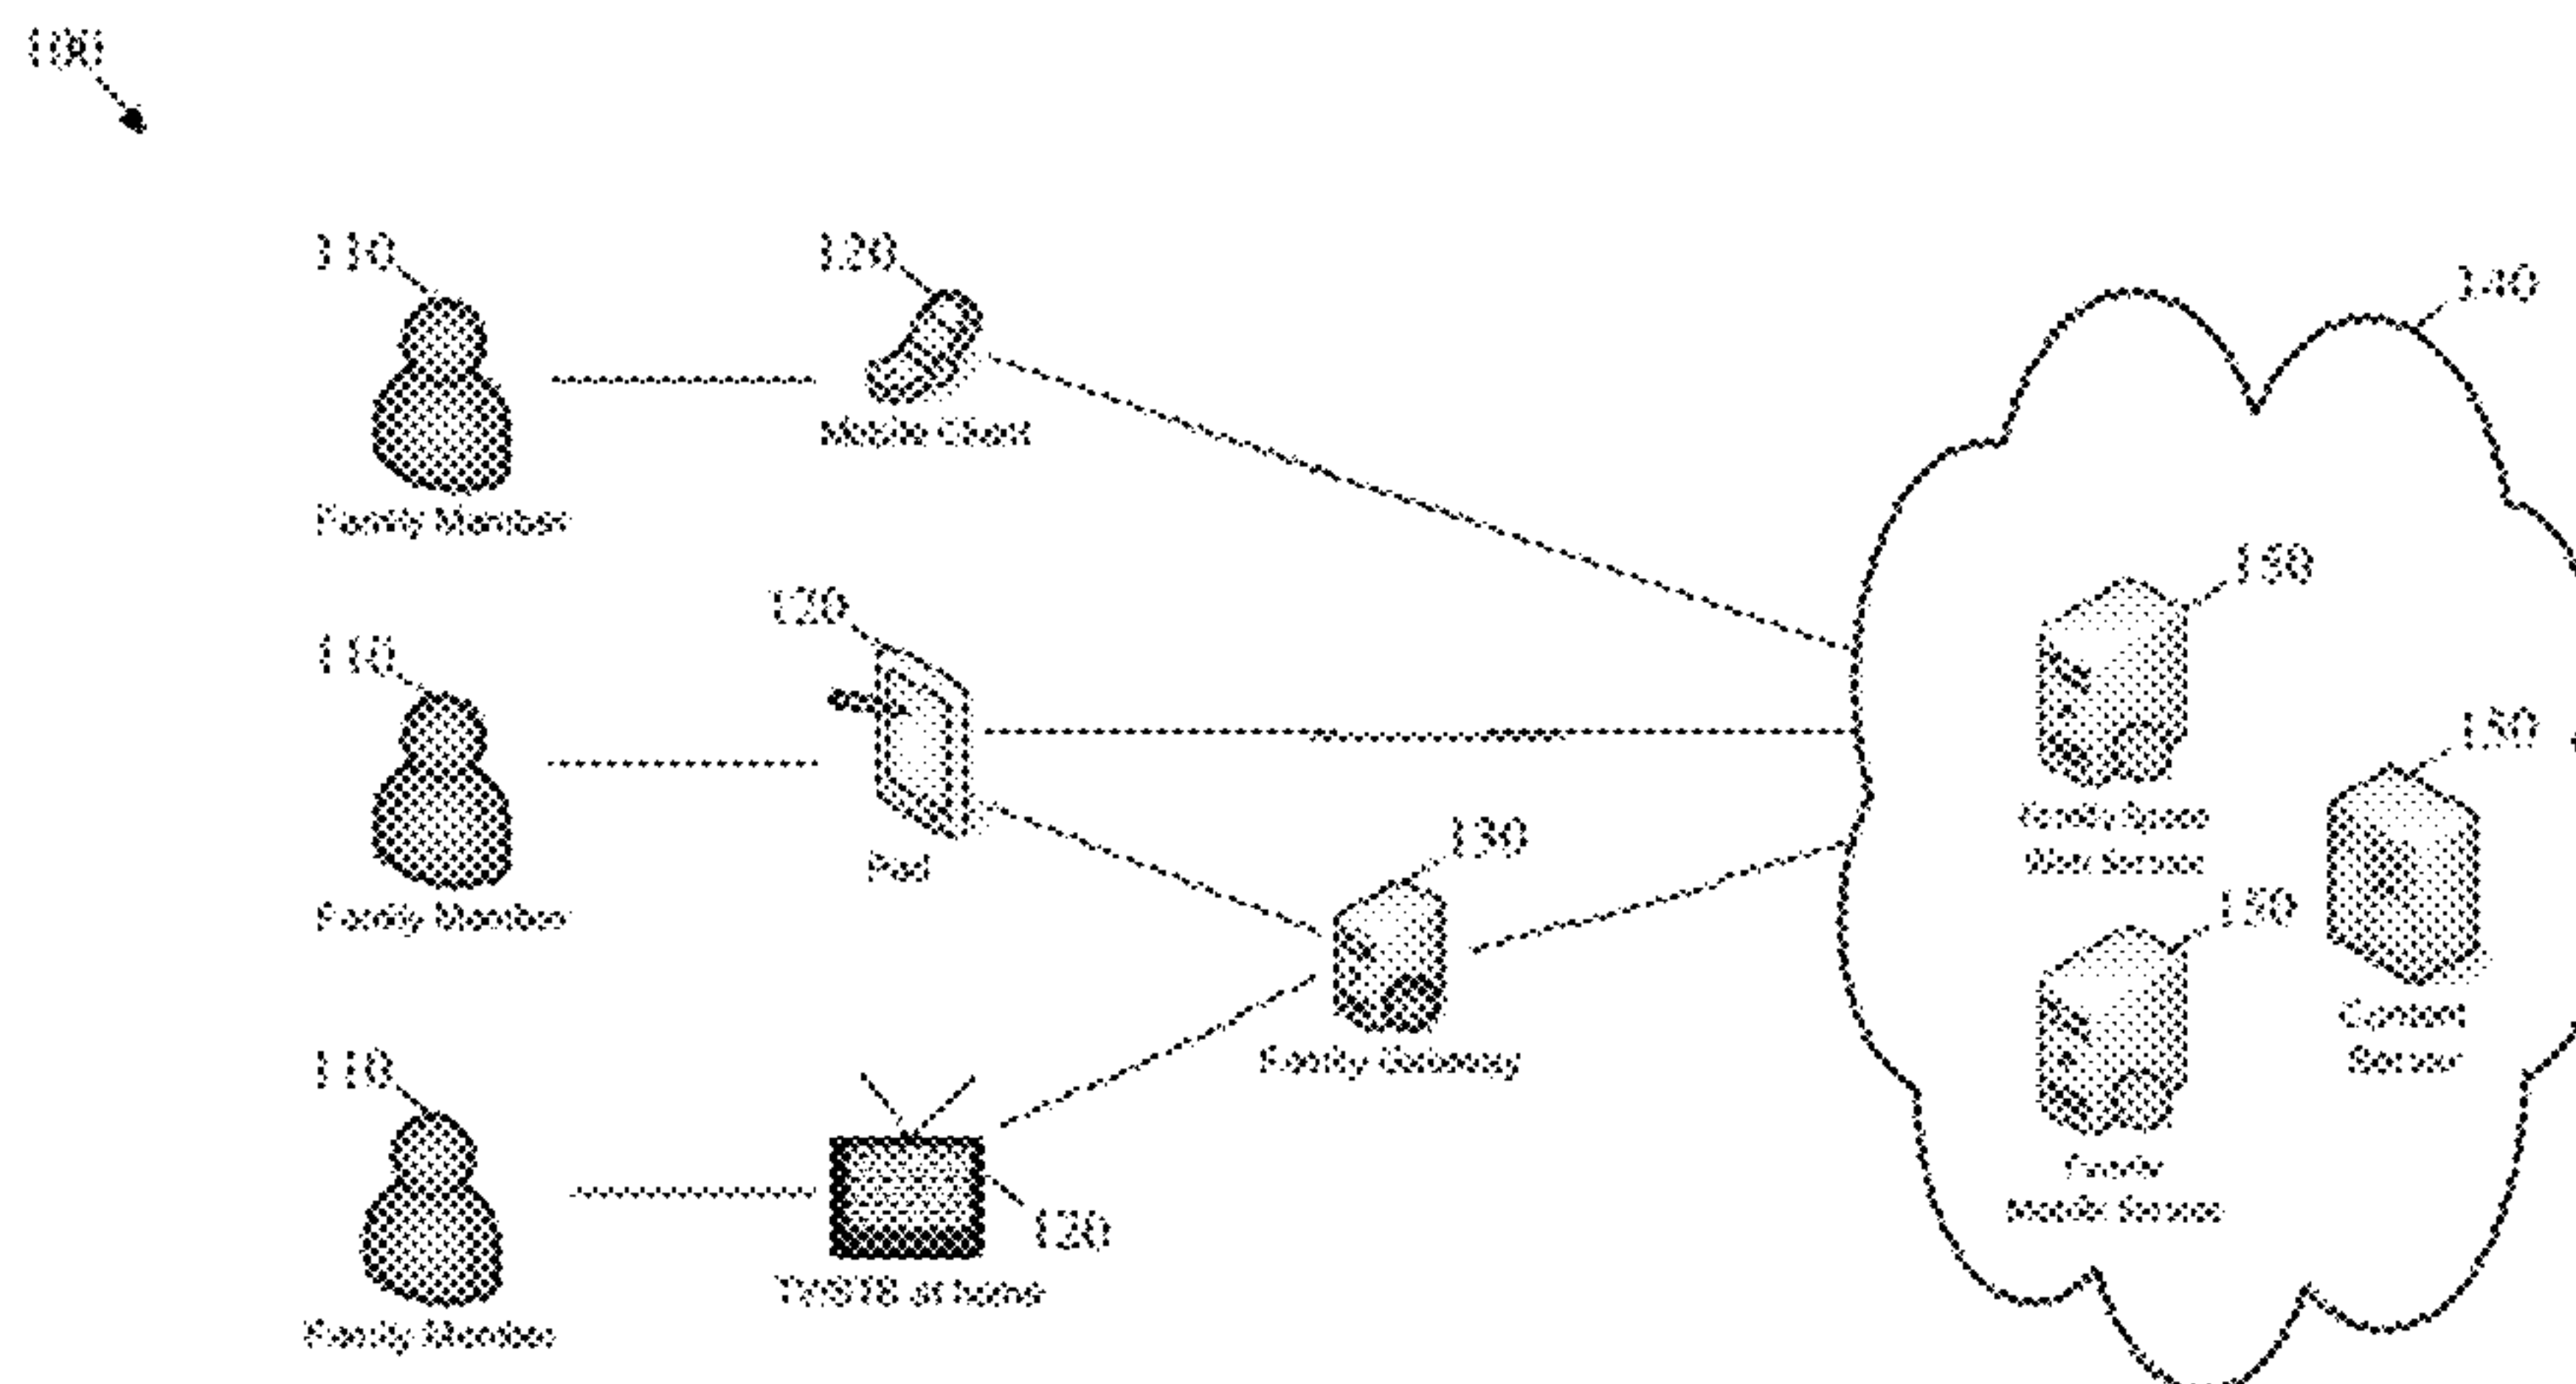 100
110
120
140
Mobile Client
Family Member
150
120
110
150
Family Space
Web Server
130
Pad
150
Family Member
Content
Server
Family Gateway
110
Family
Mobile Server
120
TV/STB at home
Family Member